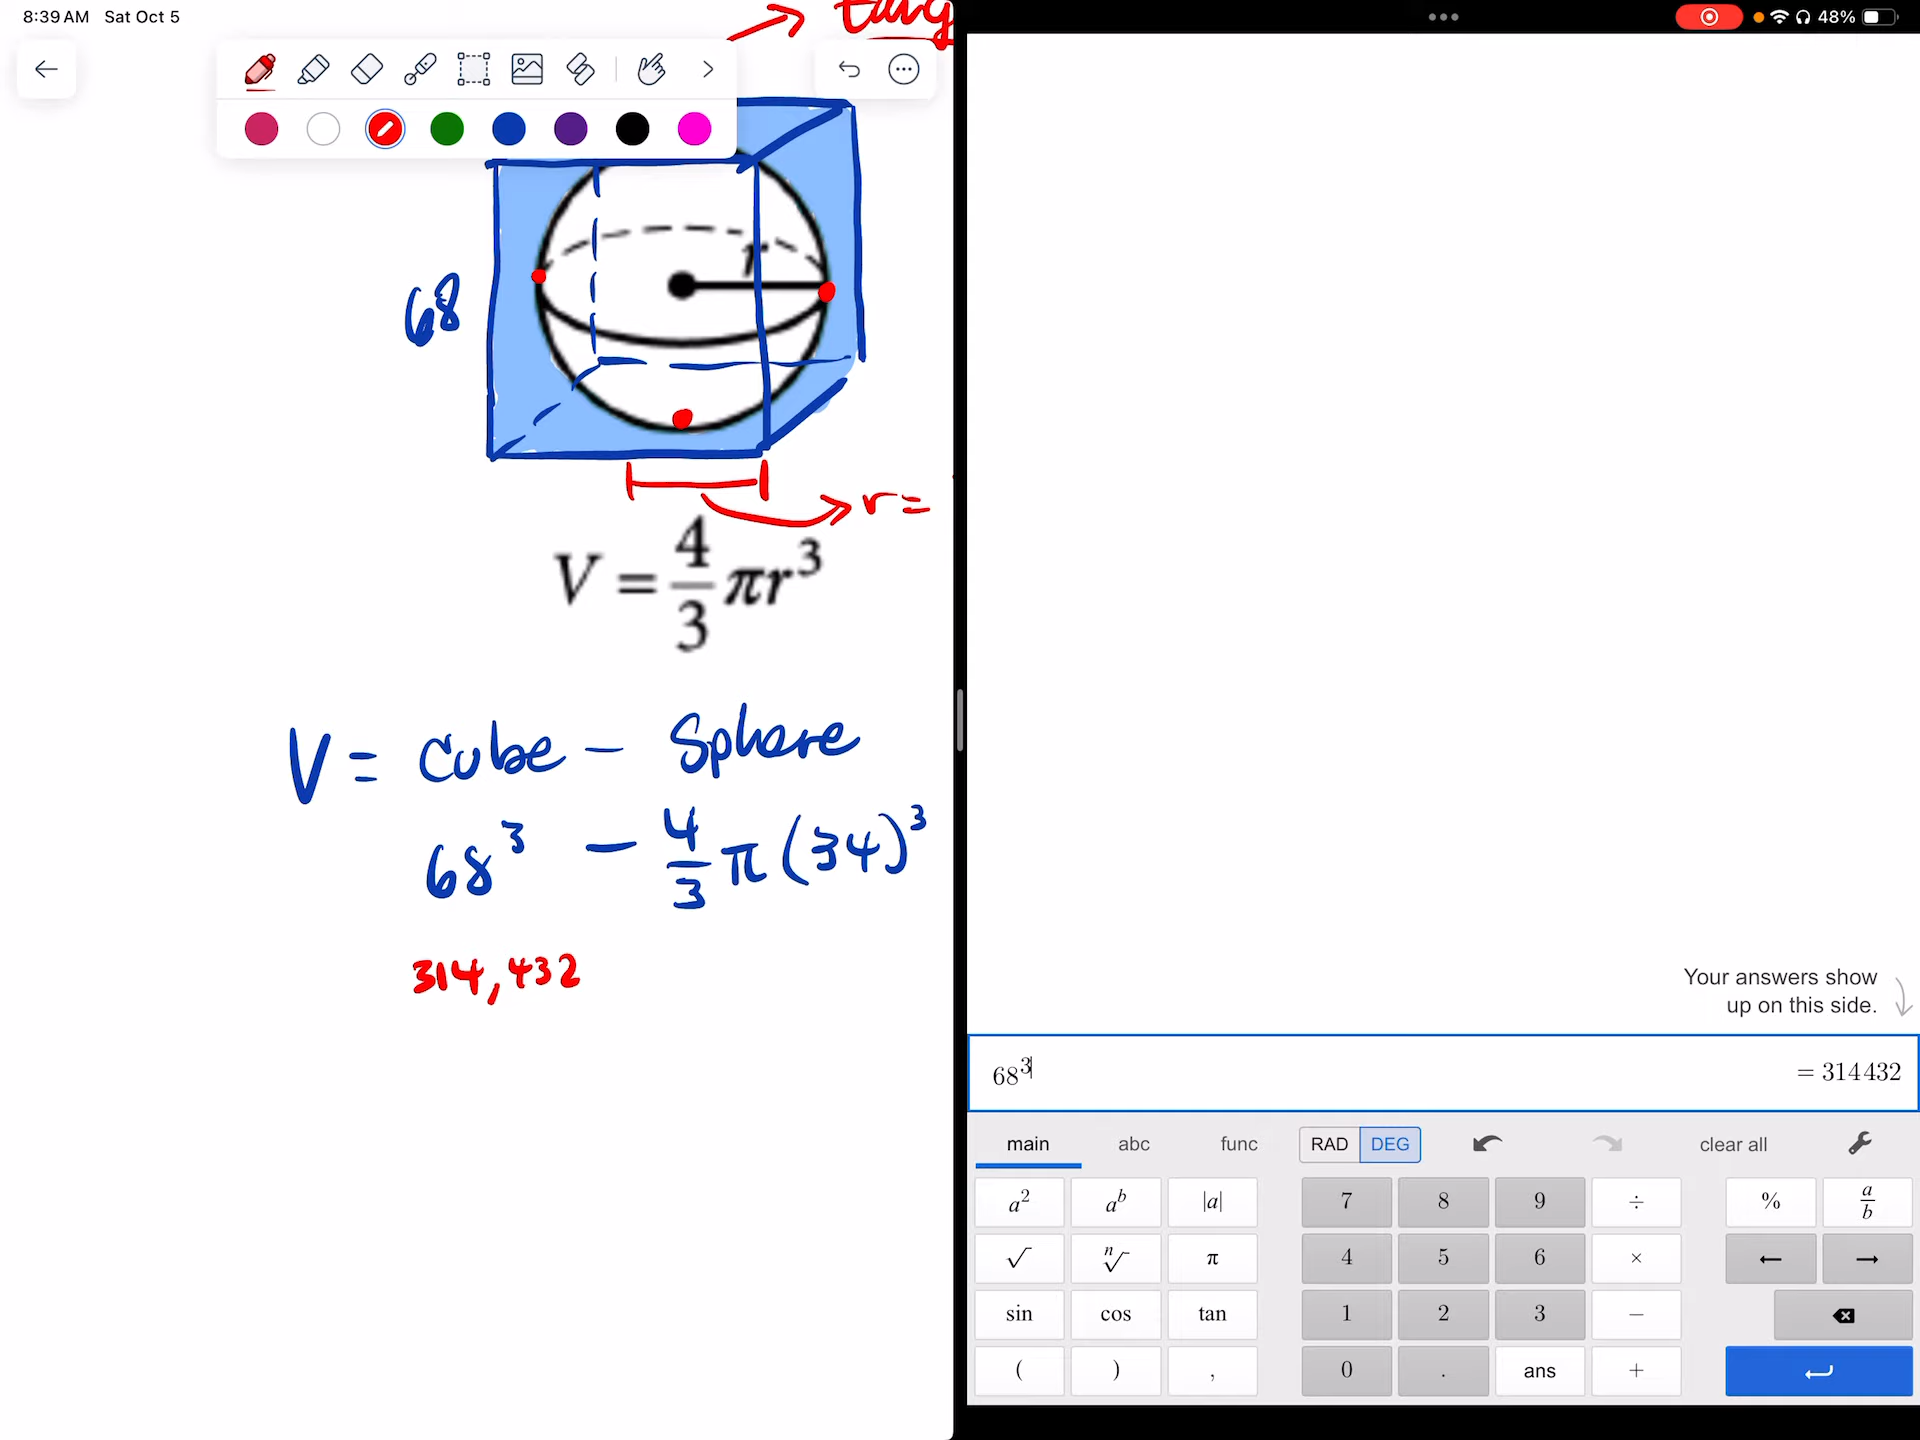 8:39 AM Sat Oct 5
48%
r
68
r =
V = 4/3 πr³
V = Cube - Sphere
68³ - 4/3 π (34)³
314,432
Your answers show
up on this side.
68³ = 314432
main abc func RAD DEG clear all
a² aᵇ |a| 7 8 9 ÷ % a/b
√ ⁿ√ π 4 5 6 × ← →
sin cos tan 1 2 3 −
( ) , 0 . ans +